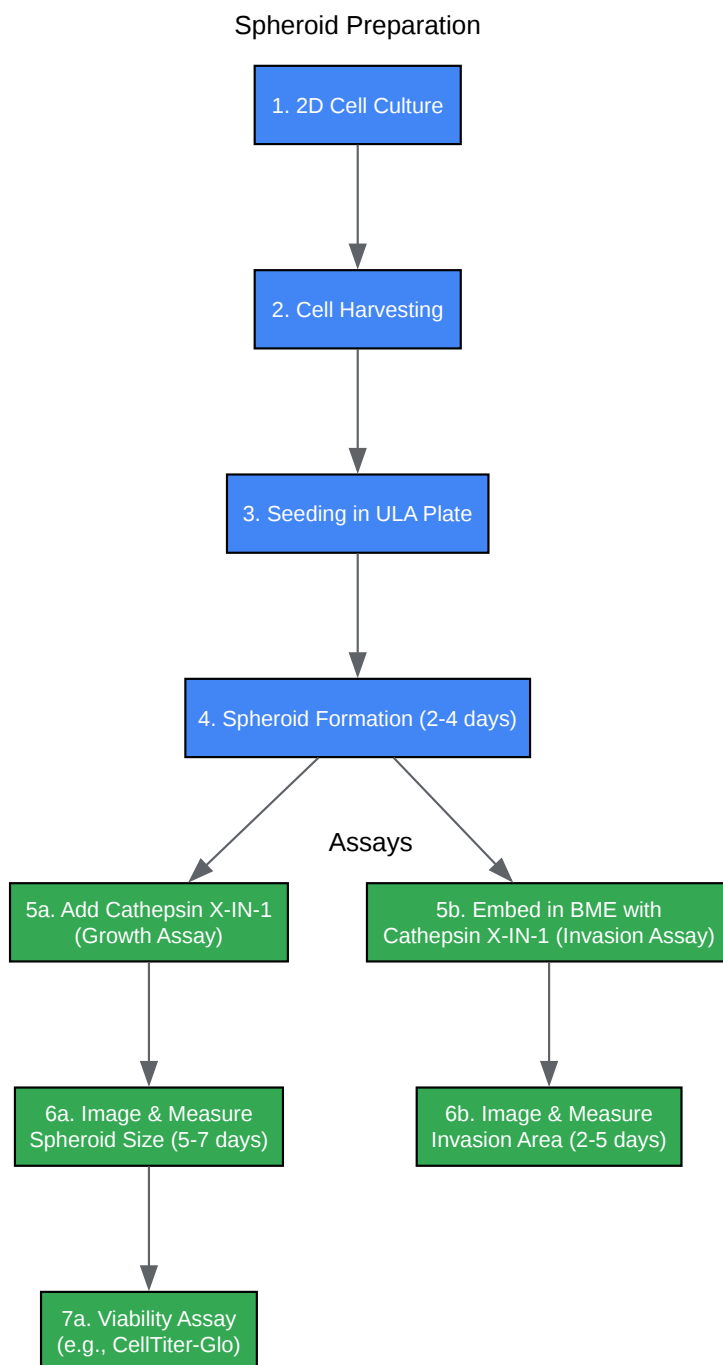 Spheroid Preparation
1. 2D Cell Culture
2. Cell Harvesting
3. Seeding in ULA Plate
4. Spheroid Formation (2-4 days)
Assays
5a. Add Cathepsin X-IN-1
(Growth Assay)
5b. Embed in BME with
Cathepsin X-IN-1 (Invasion Assay)
6a. Image & Measure
Spheroid Size (5-7 days)
6b. Image & Measure
Invasion Area (2-5 days)
7a. Viability Assay
(e.g., CellTiter-Glo)